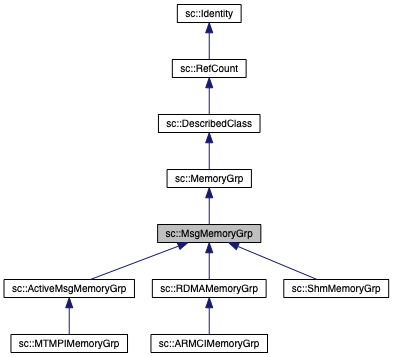 sc::Identity
sc::RefCount
sc::DescribedClass
sc::MemoryGrp
sc::MsgMemoryGrp
sc::ActiveMsgMemoryGrp
sc::RDMAMemoryGrp
sc::ShmMemoryGrp
sc::MTMPIMemoryGrp
sc::ARMCIMemoryGrp